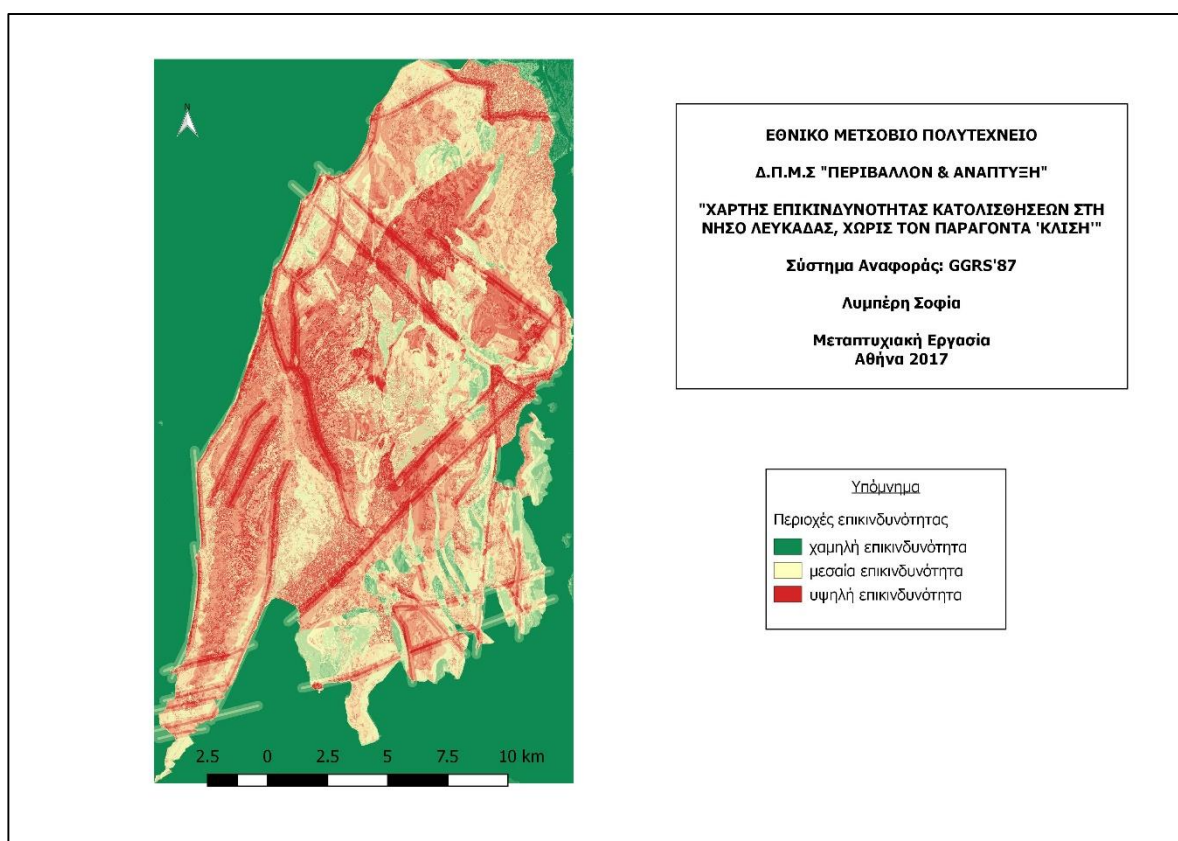 N
ΕΘΝΙΚΟ ΜΕΤΣΟΒΙΟ ΠΟΛΥΤΕΧΝΕΙΟ
Δ.Π.Μ.Σ "ΠΕΡΙΒΑΛΛΟΝ & ΑΝΑΠΤΥΞΗ"
"ΧΑΡΤΗΣ ΕΠΙΚΙΝΔΥΝΟΤΗΤΑΣ ΚΑΤΟΛΙΣΘΗΣΕΩΝ ΣΤΗ
ΝΗΣΟ ΛΕΥΚΑΔΑΣ, ΧΩΡΙΣ ΤΟΝ ΠΑΡΑΓΟΝΤΑ 'ΚΛΙΣΗ'"
Σύστημα Αναφοράς: GGRS'87
Λυμπέρη Σοφία
Μεταπτυχιακή Εργασία
Αθήνα 2017
Υπόμνημα
Περιοχές επικινδυνότητας
χαμηλή επικινδυνότητα
μεσαία επικινδυνότητα
υψηλή επικινδυνότητα
2.5 0 2.5 5 7.5 10 km